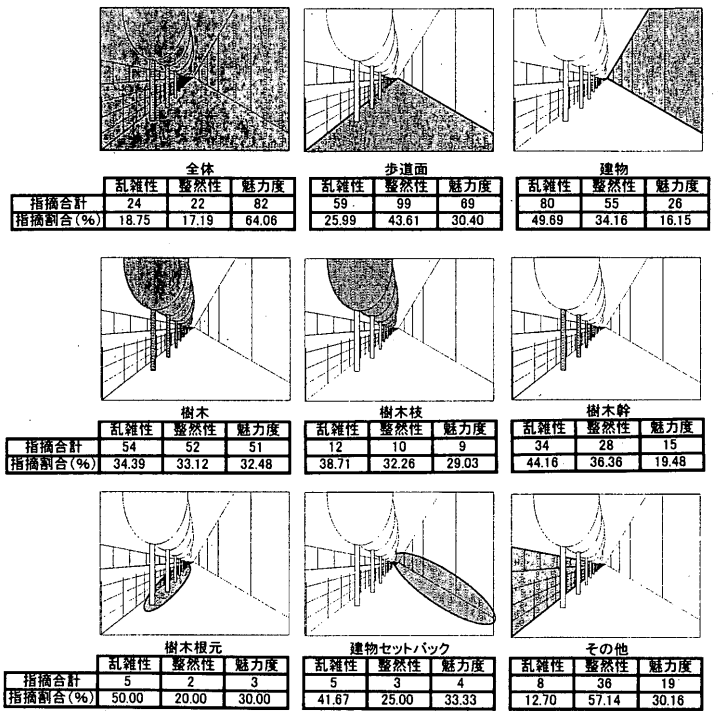 全体 歩道面 建物
乱雑性 整然性 魅力度 乱雑性 整然性 魅力度 乱雑性 整然性 魅力度
指摘合計 24 22 82 59 99 69 80 55 26
指摘割合(%) 18.75 17.19 64.06 25.99 43.61 30.40 49.69 34.16 16.15
樹木 樹木枝 樹木幹
乱雑性 整然性 魅力度 乱雑性 整然性 魅力度 乱雑性 整然性 魅力度
指摘合計 54 52 51 12 10 9 34 28 15
指摘割合(%) 34.39 33.12 32.48 38.71 32.26 29.03 44.16 36.36 19.48
樹木根元 建物セットバック その他
乱雑性 整然性 魅力度 乱雑性 整然性 魅力度 乱雑性 整然性 魅力度
指摘合計 5 2 3 5 3 4 8 36 19
指摘割合(%) 50.00 20.00 30.00 41.67 25.00 33.33 12.70 57.14 30.16